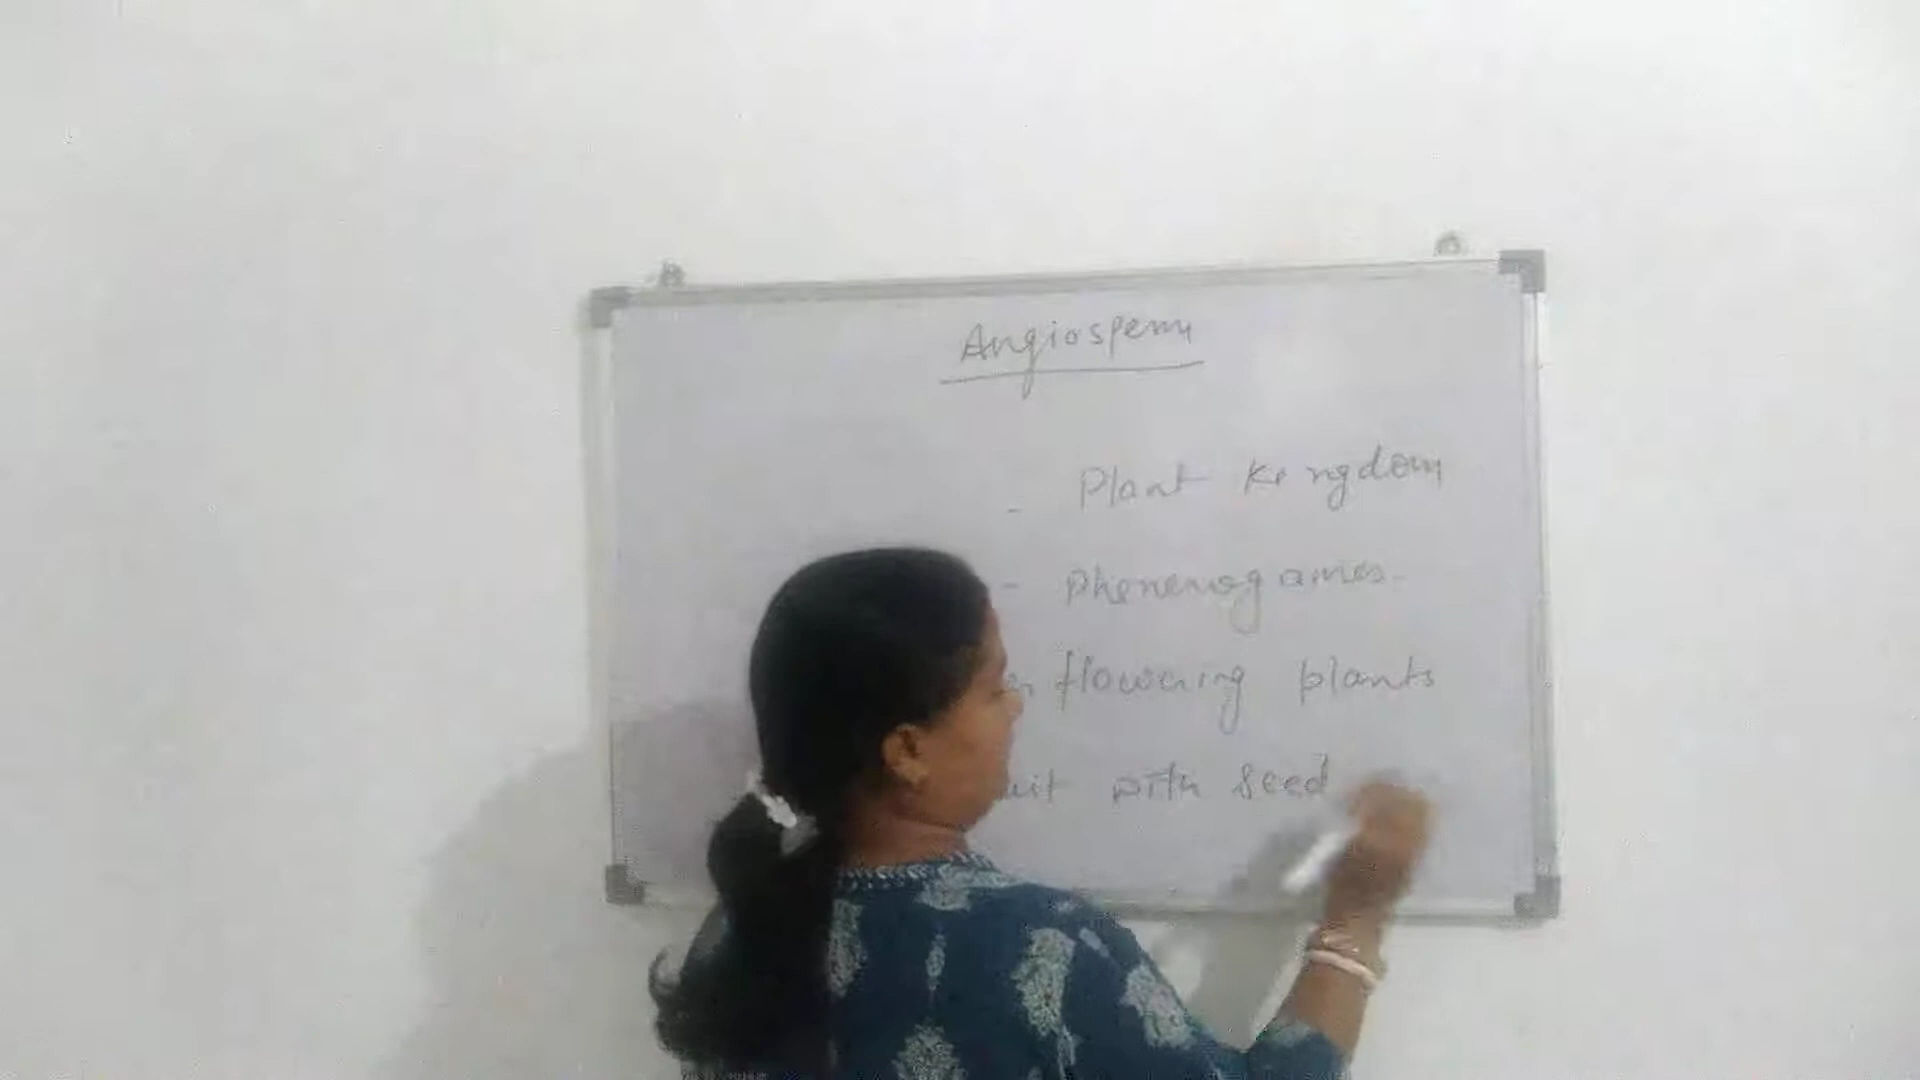 Angiosperm
- Plant Kingdom
- Phenerogames.
flowering plants
with seed